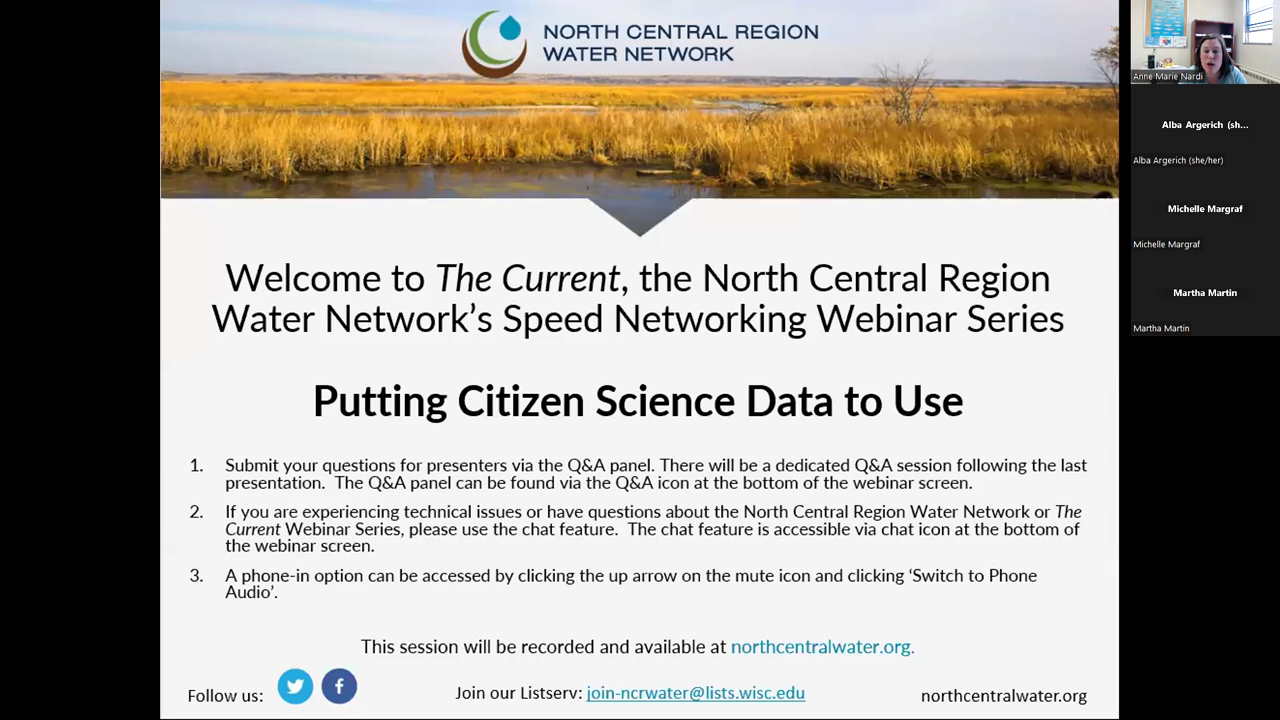 NORTH CENTRAL REGION
WATER NETWORK
Welcome to The Current, the North Central Region
Water Network's Speed Networking Webinar Series
Putting Citizen Science Data to Use
1. Submit your questions for presenters via the Q&A panel. There will be a dedicated Q&A session following the last
presentation. The Q&A panel can be found via the Q&A icon at the bottom of the webinar screen.
2. If you are experiencing technical issues or have questions about the North Central Region Water Network or The
Current Webinar Series, please use the chat feature. The chat feature is accessible via chat icon at the bottom of
the webinar screen.
3. A phone-in option can be accessed by clicking the up arrow on the mute icon and clicking ‘Switch to Phone
Audio’.
This session will be recorded and available at northcentralwater.org.
Follow us:
Join our Listserv: join-ncrwater@lists.wisc.edu
northcentralwater.org
Anne Marie Nardi
Alba Argerich (sh...
Alba Argerich (she/her)
Michelle Margraf
Michelle Margraf
Martha Martin
Martha Martin